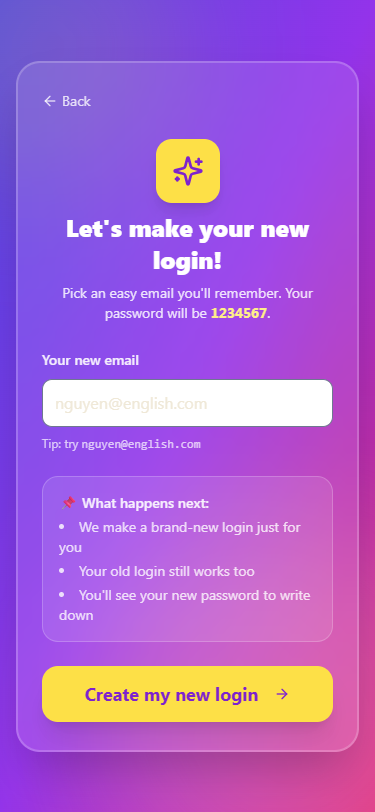 ← Back
Let's make your new
login!
Pick an easy email you'll remember. Your
password will be 1234567.
Your new email
nguyen@english.com
Tip: try nguyen@english.com
📌 What happens next:
• We make a brand-new login just for
you
• Your old login still works too
• You'll see your new password to write
down
Create my new login →